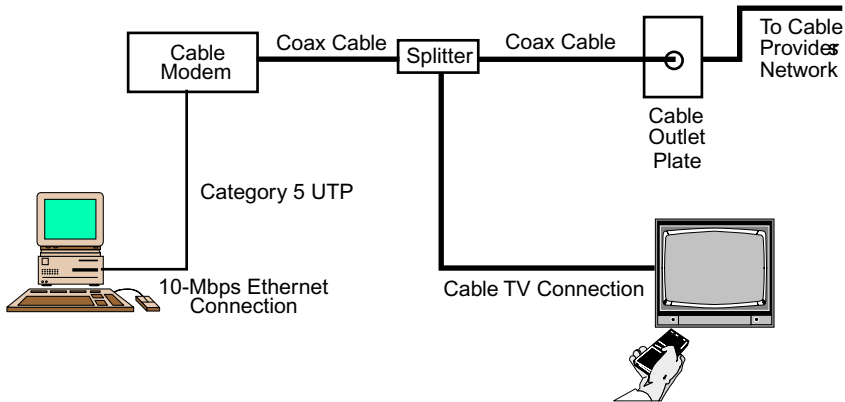 To Cable
Provider's
Network
Coax Cable
Coax Cable
Cable
Modem
Splitter
Cable
Outlet
Plate
Category 5 UTP
10-Mbps Ethernet
Connection
Cable TV Connection